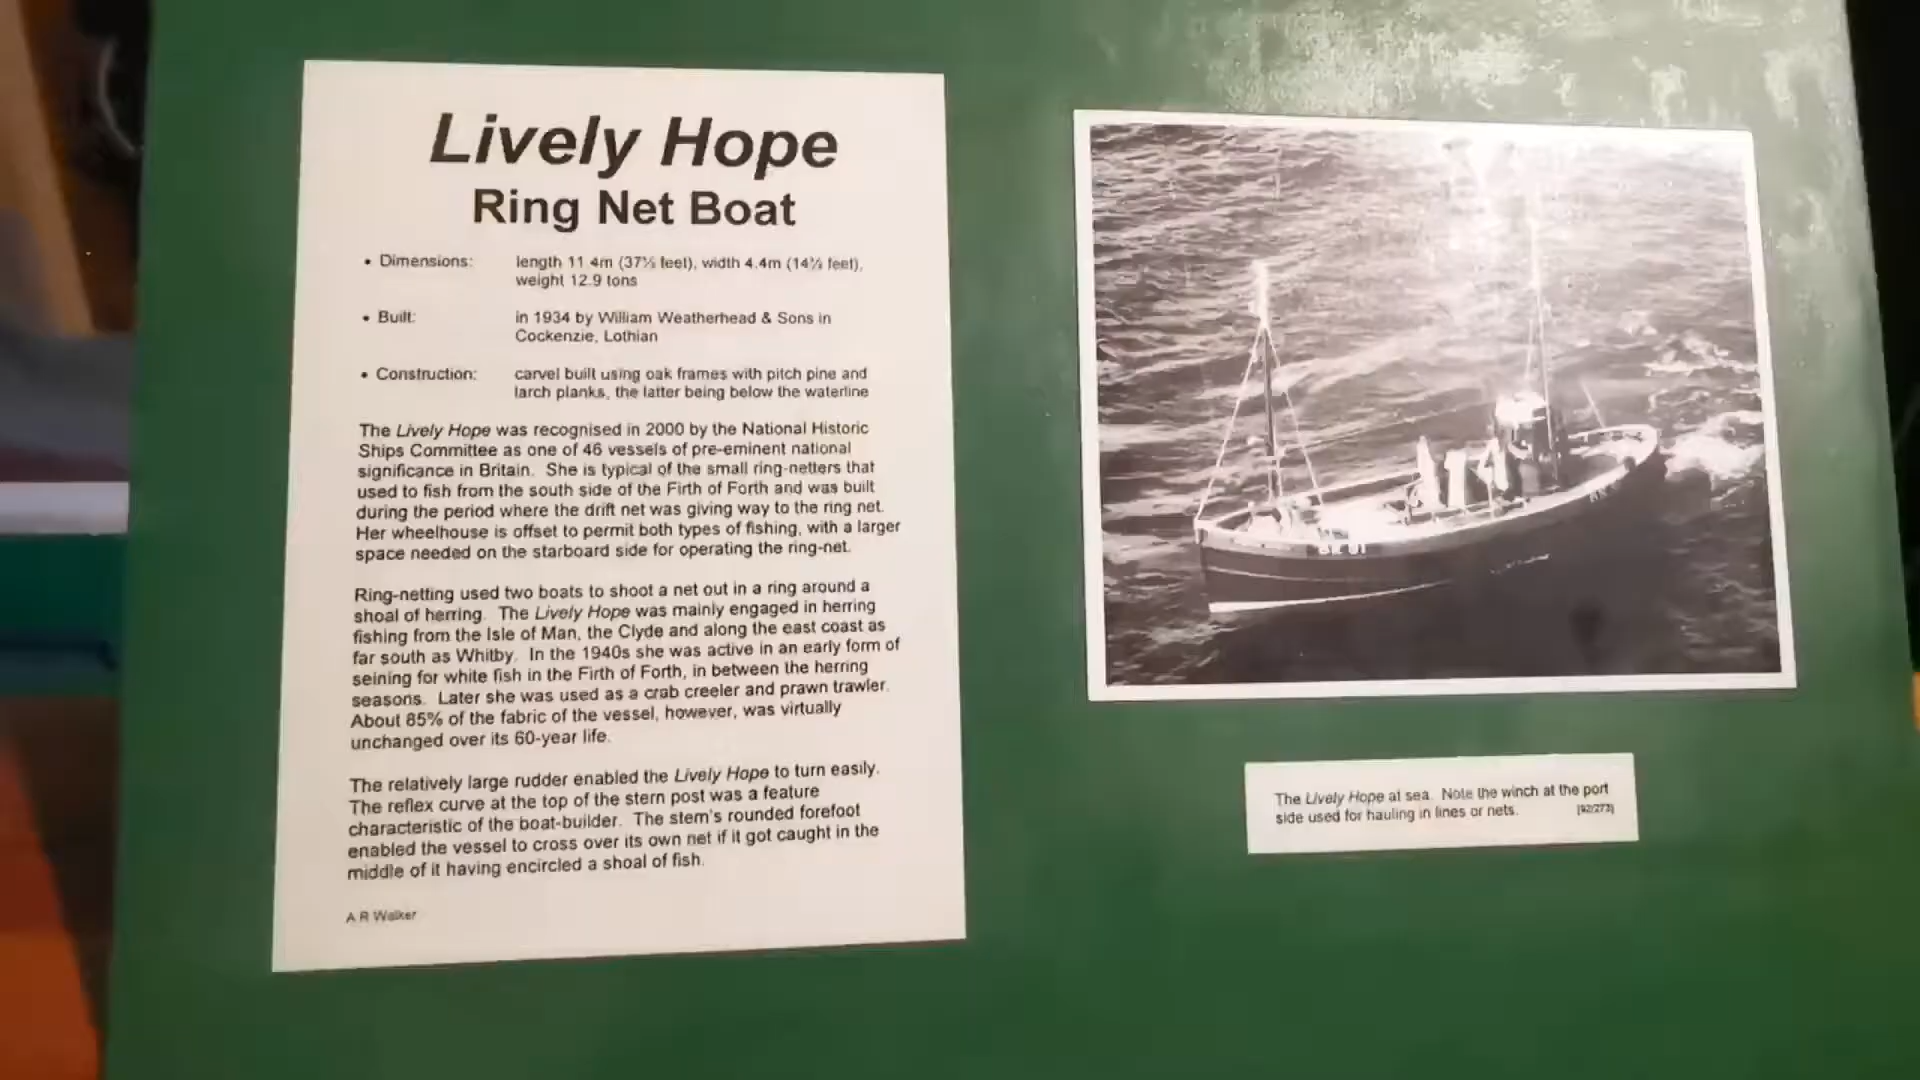 Lively Hope
Ring Net Boat
• Dimensions: length 11.4m (37½ feet), width 4.4m (14½ feet),
weight 12.9 tons
• Built: in 1934 by William Weatherhead & Sons in
Cockenzie, Lothian
• Construction: carvel built using oak frames with pitch pine and
larch planks, the latter being below the waterline
The Lively Hope was recognised in 2000 by the National Historic
Ships Committee as one of 46 vessels of pre-eminent national
significance in Britain. She is typical of the small ring-netters that
used to fish from the south side of the Firth of Forth and was built
during the period where the drift net was giving way to the ring net.
Her wheelhouse is offset to permit both types of fishing, with a larger
space needed on the starboard side for operating the ring-net.
Ring-netting used two boats to shoot a net out in a ring around a
shoal of herring. The Lively Hope was mainly engaged in herring
fishing from the Isle of Man, the Clyde and along the east coast as
far south as Whitby. In the 1940s she was active in an early form of
seining for white fish in the Firth of Forth, in between the herring
seasons. Later she was used as a crab creeler and prawn trawler.
About 85% of the fabric of the vessel, however, was virtually
unchanged over its 60-year life.
The relatively large rudder enabled the Lively Hope to turn easily.
The reflex curve at the top of the stern post was a feature
characteristic of the boat-builder. The stem's rounded forefoot
enabled the vessel to cross over its own net if it got caught in the
middle of it having encircled a shoal of fish.
A R Walker
The Lively Hope at sea. Note the winch at the port
side used for hauling in lines or nets. [92/273]